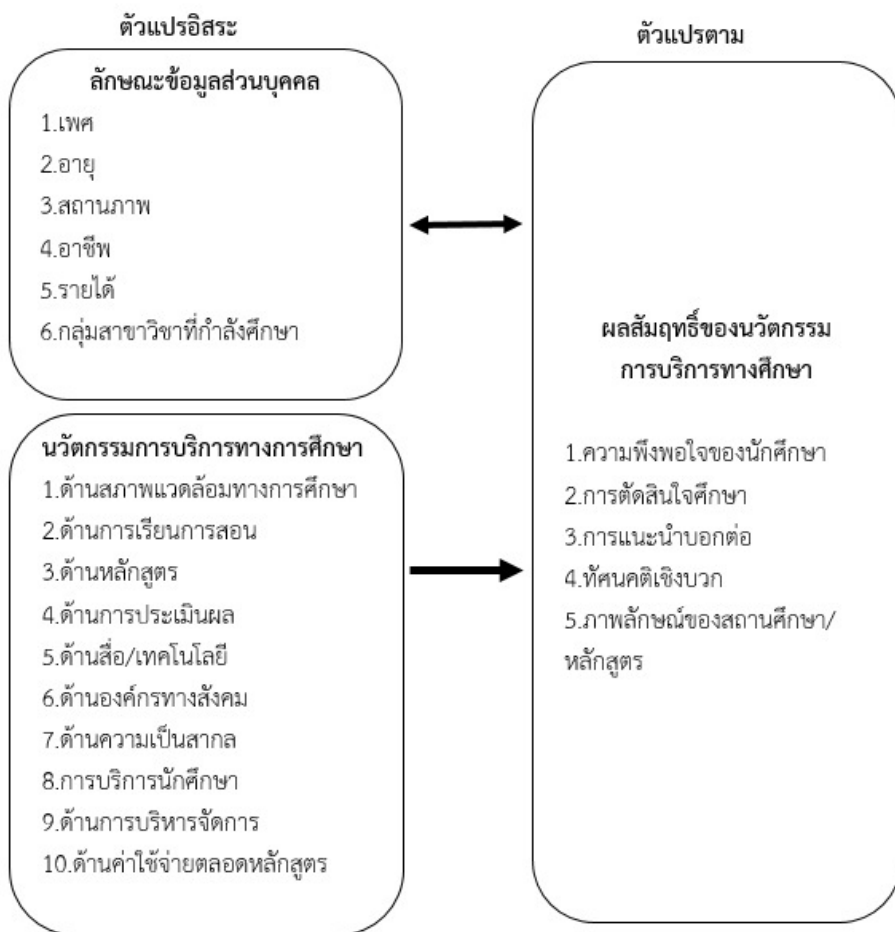 ตัวแปรอิสระ
ลักษณะข้อมูลส่วนบุคคล
1.เพศ
2.อายุ
3.สถานภาพ
4.อาชีพ
5.รายได้
6.กลุ่มสาขาวิชาที่กำลังศึกษา
นวัตกรรมการบริการทางการศึกษา
1.ด้านสภาพแวดล้อมทางการศึกษา
2.ด้านการเรียนการสอน
3.ด้านหลักสูตร
4.ด้านการประเมินผล
5.ด้านสื่อ/เทคโนโลยี
6.ด้านองค์กรทางสังคม
7.ด้านความเป็นสากล
8.การบริการนักศึกษา
9.ด้านการบริหารจัดการ
10.ด้านค่าใช้จ่ายตลอดหลักสูตร
ตัวแปรตาม
ผลสัมฤทธิ์ของนวัตกรรม
การบริการทางศึกษา
1.ความพึงพอใจของนักศึกษา
2.การตัดสินใจศึกษา
3.การแนะนำบอกต่อ
4.ทัศนคติเชิงบวก
5.ภาพลักษณ์ของสถานศึกษา/
หลักสูตร